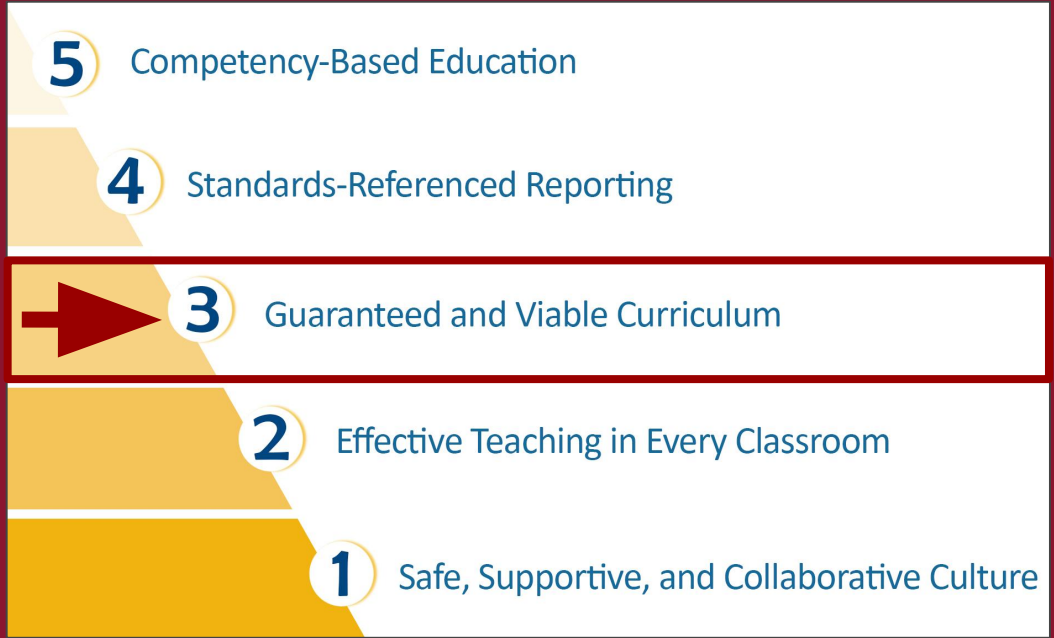 5 Competency-Based Education
4 Standards-Referenced Reporting
3 Guaranteed and Viable Curriculum
2 Effective Teaching in Every Classroom
1 Safe, Supportive, and Collaborative Culture